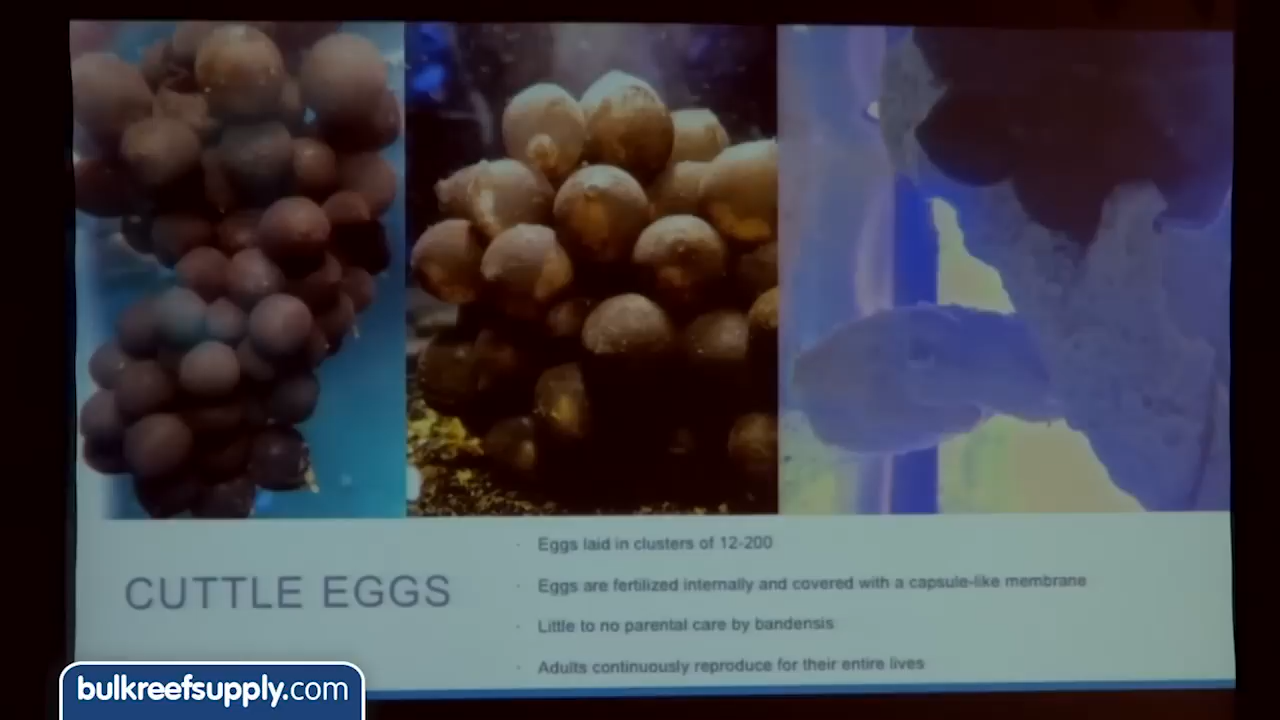 CUTTLE EGGS
· Eggs laid in clusters of 12-200
· Eggs are fertilized internally and covered with a capsule-like membrane
· Little to no parental care by bandensis
· Adults continuously reproduce for their entire lives
bulkreefsupply.com